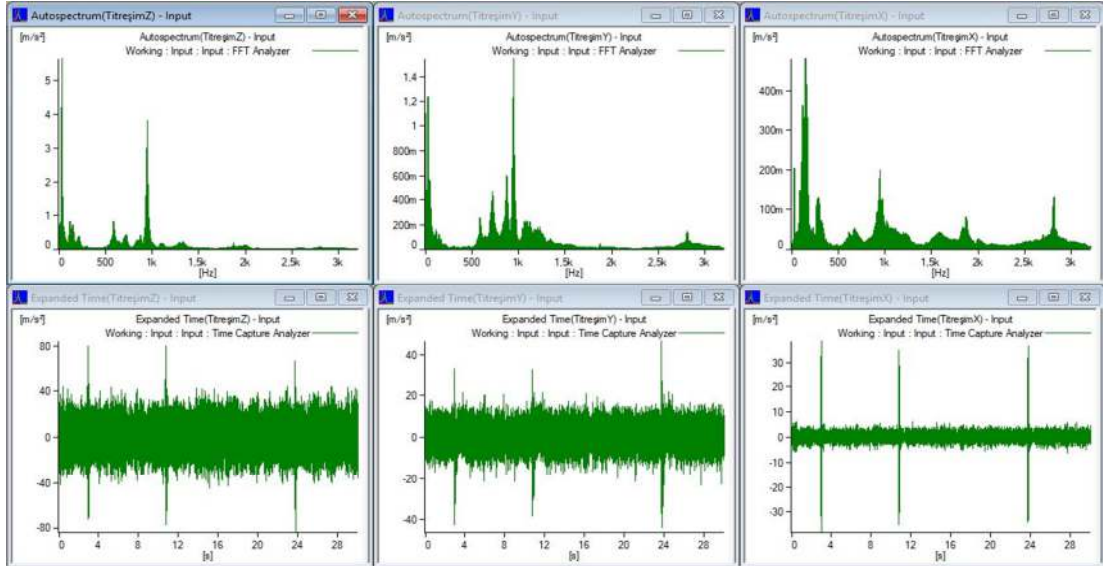 Autospectrum(TitreşimZ) - Input
[m/s²]
Autospectrum(TitreşimZ) - Input
Working : Input : Input : FFT Analyzer
5
4
3
2
1
0
0 500 1k 1,5k 2k 2,5k 3k
[Hz]
Autospectrum(TitreşimY) - Input
[m/s²]
Autospectrum(TitreşimY) - Input
Working : Input : Input : FFT Analyzer
1.4
1.2
1
800m
600m
400m
200m
0
0 500 1k 1,5k 2k 2,5k 3k
[Hz]
Autospectrum(TitreşimX) - Input
[m/s²]
Autospectrum(TitreşimX) - Input
Working : Input : Input : FFT Analyzer
400m
300m
200m
100m
0
0 500 1k 1,5k 2k 2,5k 3k
[Hz]
Expanded Time(TitreşimZ) - Input
[m/s²]
Expanded Time(TitreşimZ) - Input
Working : Input : Input : Time Capture Analyzer
80
40
0
-40
-80
0 4 8 12 16 20 24 28
[s]
Expanded Time(TitreşimY) - Input
[m/s²]
Expanded Time(TitreşimY) - Input
Working : Input : Input : Time Capture Analyzer
40
20
0
-20
-40
0 4 8 12 16 20 24 28
[s]
Expanded Time(TitreşimX) - Input
[m/s²]
Expanded Time(TitreşimX) - Input
Working : Input : Input : Time Capture Analyzer
30
20
10
0
-10
-20
-30
0 4 8 12 16 20 24 28
[s]